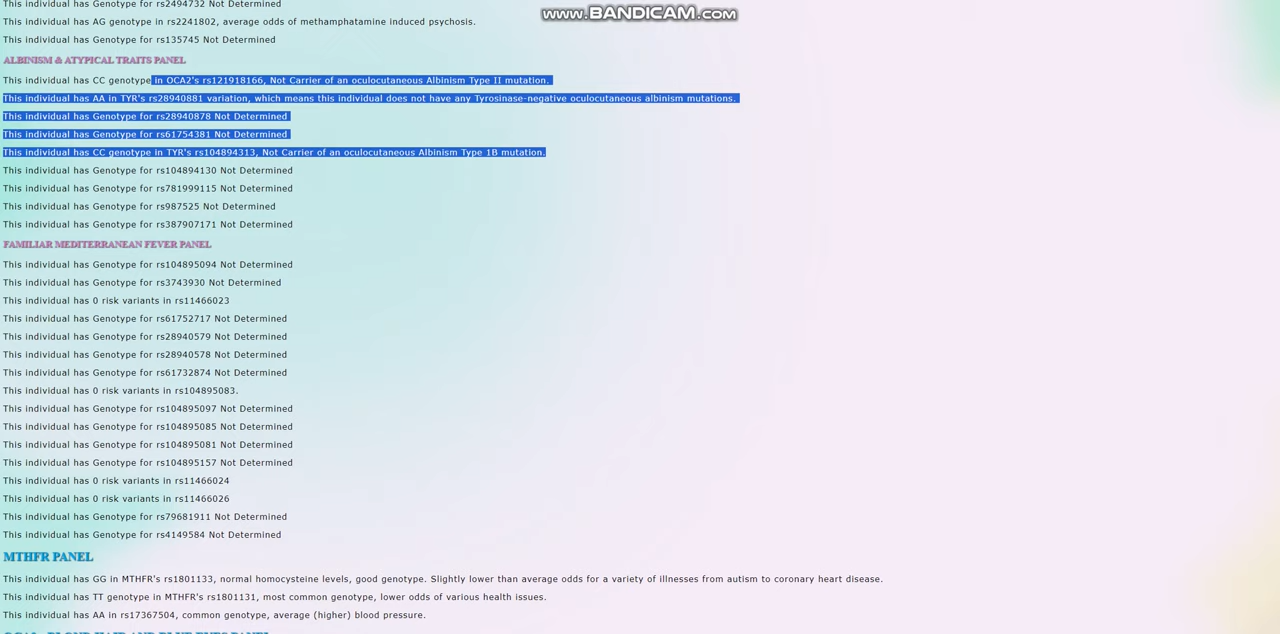 This individual has Genotype for rs2494732 Not Determined
www.BANDICAM.com
This individual has AG genotype in rs2241802, average odds of methamphatamine induced psychosis.
This individual has Genotype for rs135745 Not Determined
ALBINISM & ATYPICAL TRAITS PANEL
This individual has CC genotype in OCA2's rs121918166, Not Carrier of an oculocutaneous Albinism Type II mutation.
This individual has AA in TYR's rs28940881 variation, which means this individual does not have any Tyrosinase-negative oculocutaneous albinism mutations.
This individual has Genotype for rs28940878 Not Determined
This individual has Genotype for rs61754381 Not Determined
This individual has CC genotype in TYR's rs104894313, Not Carrier of an oculocutaneous Albinism Type 1B mutation.
This individual has Genotype for rs104894130 Not Determined
This individual has Genotype for rs781999115 Not Determined
This individual has Genotype for rs987525 Not Determined
This individual has Genotype for rs387907171 Not Determined
FAMILIAR MEDITERRANEAN FEVER PANEL
This individual has Genotype for rs104895094 Not Determined
This individual has Genotype for rs3743930 Not Determined
This individual has 0 risk variants in rs11466023
This individual has Genotype for rs61752717 Not Determined
This individual has Genotype for rs28940579 Not Determined
This individual has Genotype for rs28940578 Not Determined
This individual has Genotype for rs61732874 Not Determined
This individual has 0 risk variants in rs104895083.
This individual has Genotype for rs104895097 Not Determined
This individual has Genotype for rs104895085 Not Determined
This individual has Genotype for rs104895081 Not Determined
This individual has Genotype for rs104895157 Not Determined
This individual has 0 risk variants in rs11466024
This individual has 0 risk variants in rs11466026
This individual has Genotype for rs79681911 Not Determined
This individual has Genotype for rs4149584 Not Determined
MTHFR PANEL
This individual has GG in MTHFR's rs1801133, normal homocysteine levels, good genotype. Slightly lower than average odds for a variety of illnesses from autism to coronary heart disease.
This individual has TT genotype in MTHFR's rs1801131, most common genotype, lower odds of various health issues.
This individual has AA in rs17367504, common genotype, average (higher) blood pressure.